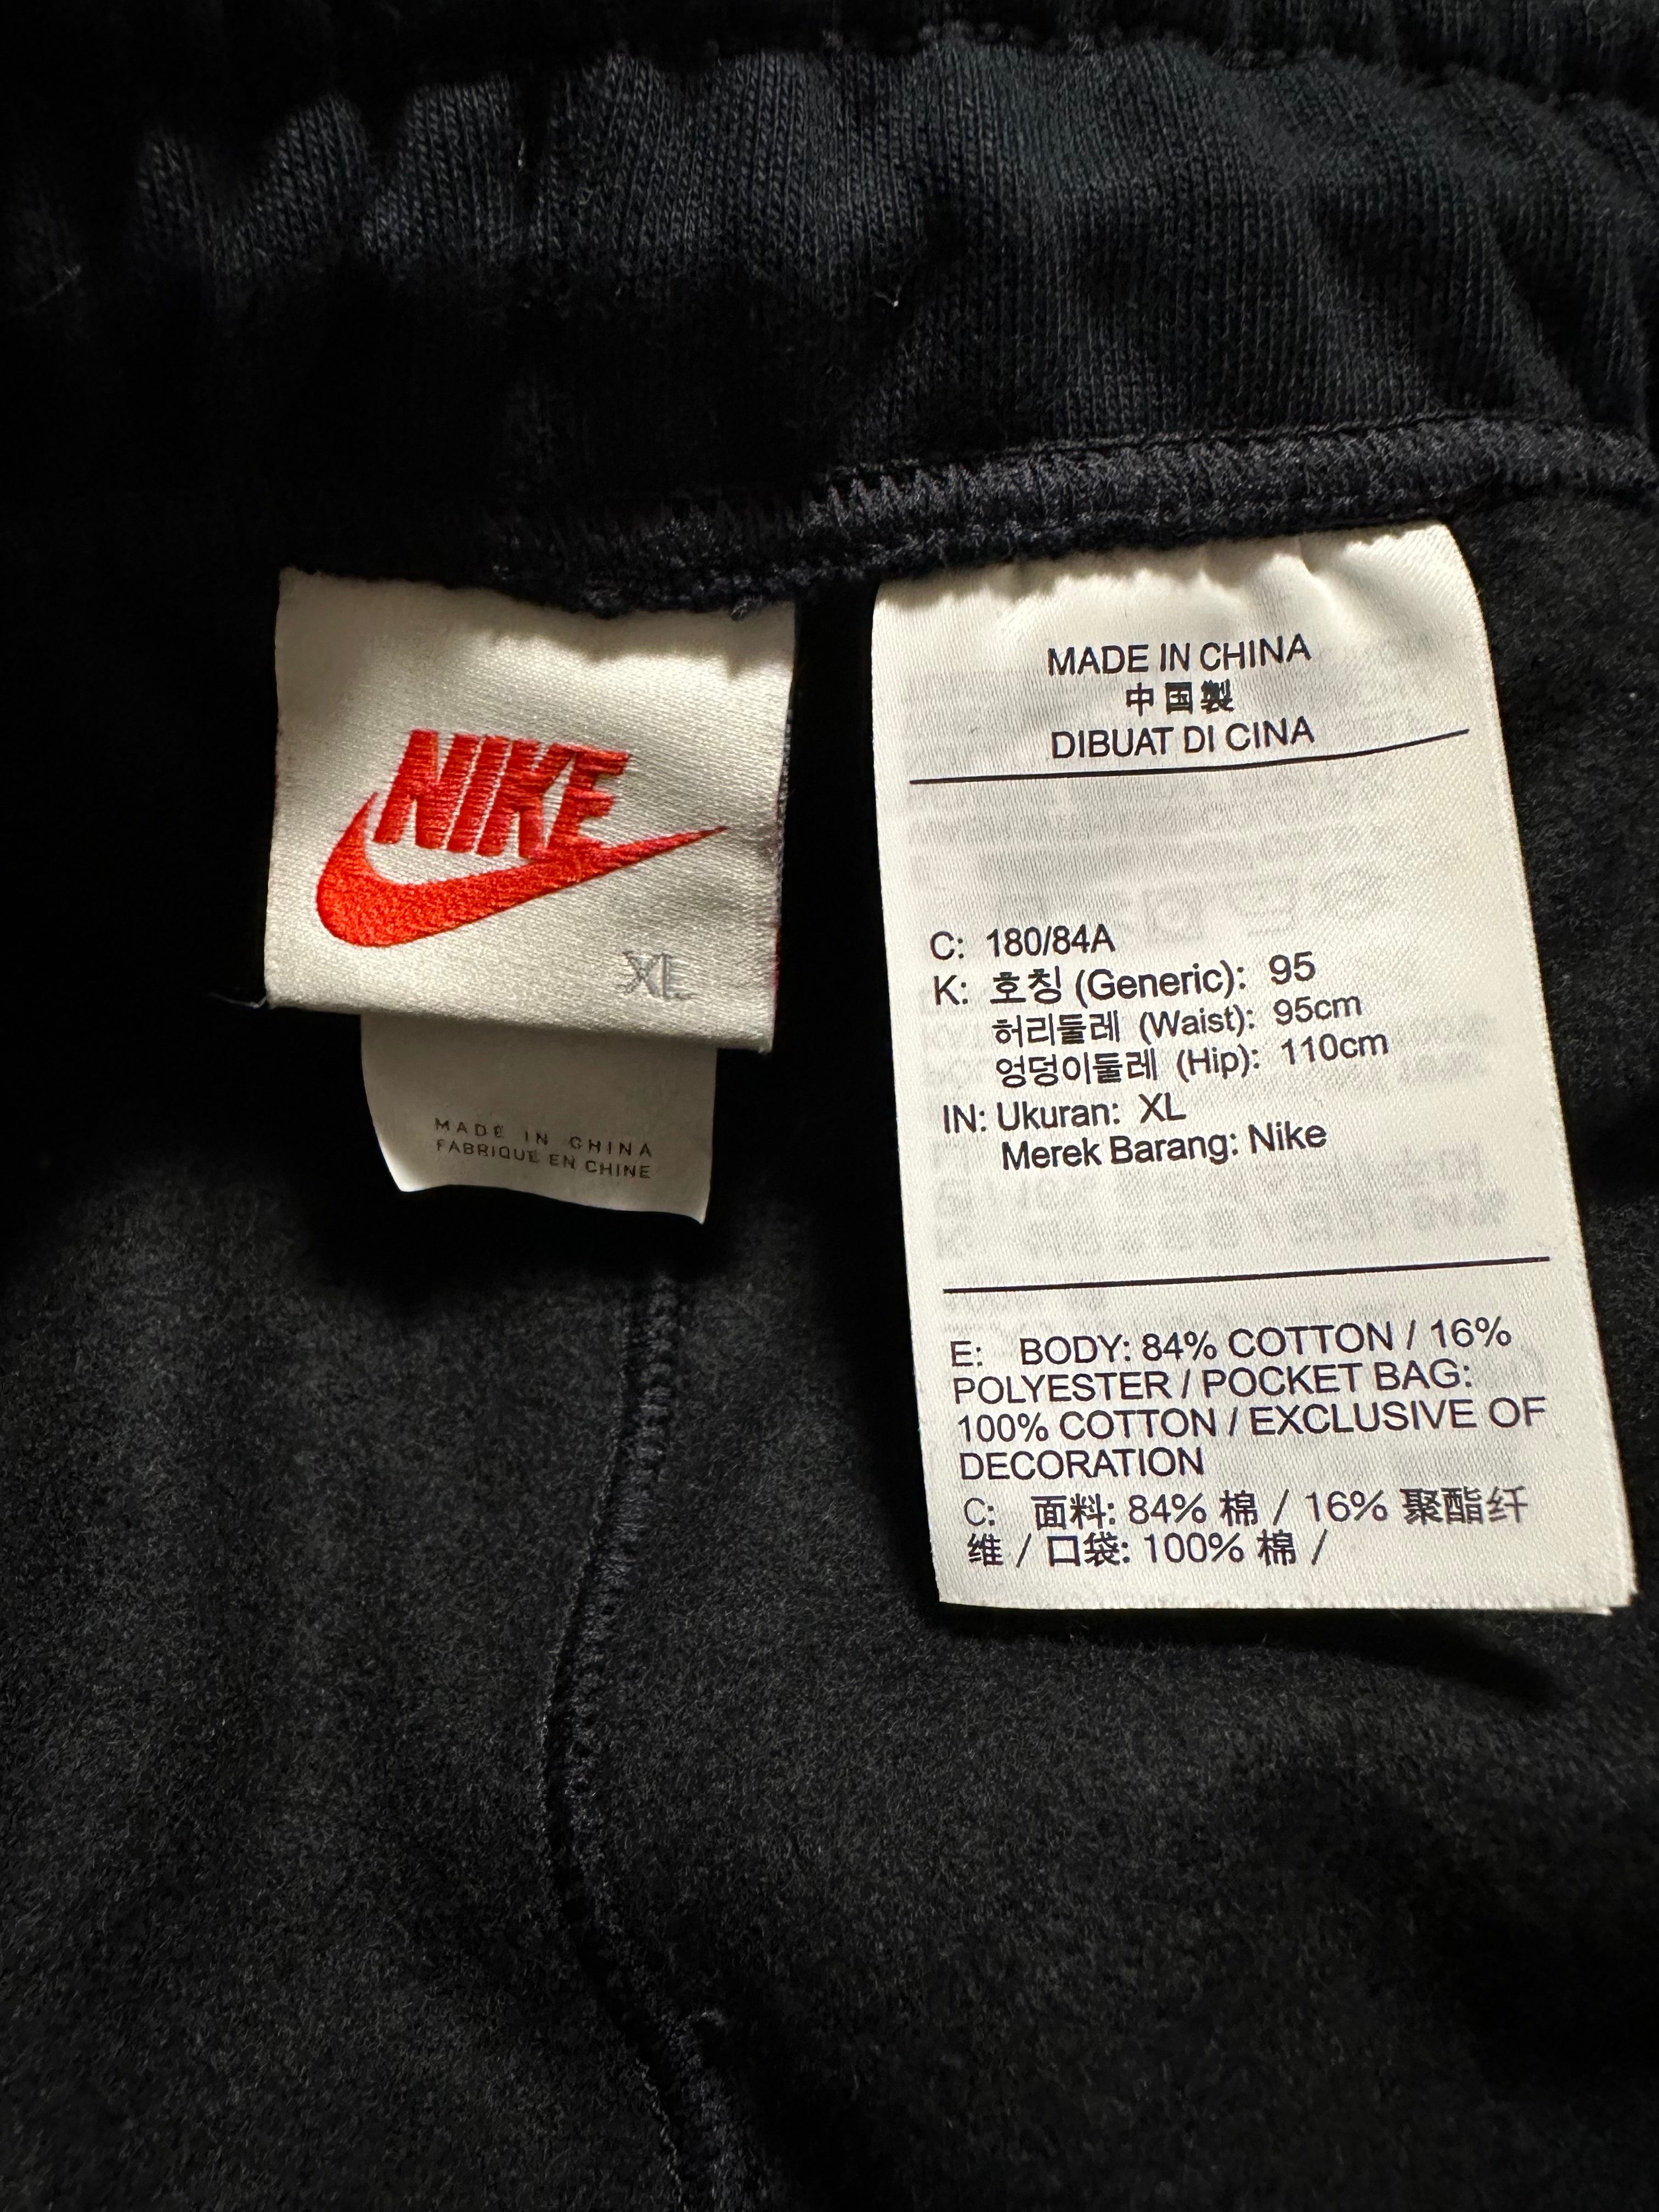 NIKE
XL
MADE IN CHINA
FABRIQUE EN CHINE
MADE IN CHINA
中国製
DIBUAT DI CINA
C: 180/84A
K: 호칭 (Generic): 95
허리둘레 (Waist): 95cm
엉덩이둘레 (Hip): 110cm
IN: Ukuran: XL
Merek Barang: Nike
E: BODY: 84% COTTON / 16%
POLYESTER / POCKET BAG:
100% COTTON / EXCLUSIVE OF
DECORATION
C: 面料: 84% 棉 / 16% 聚酯纤
维 / 口袋: 100% 棉 /